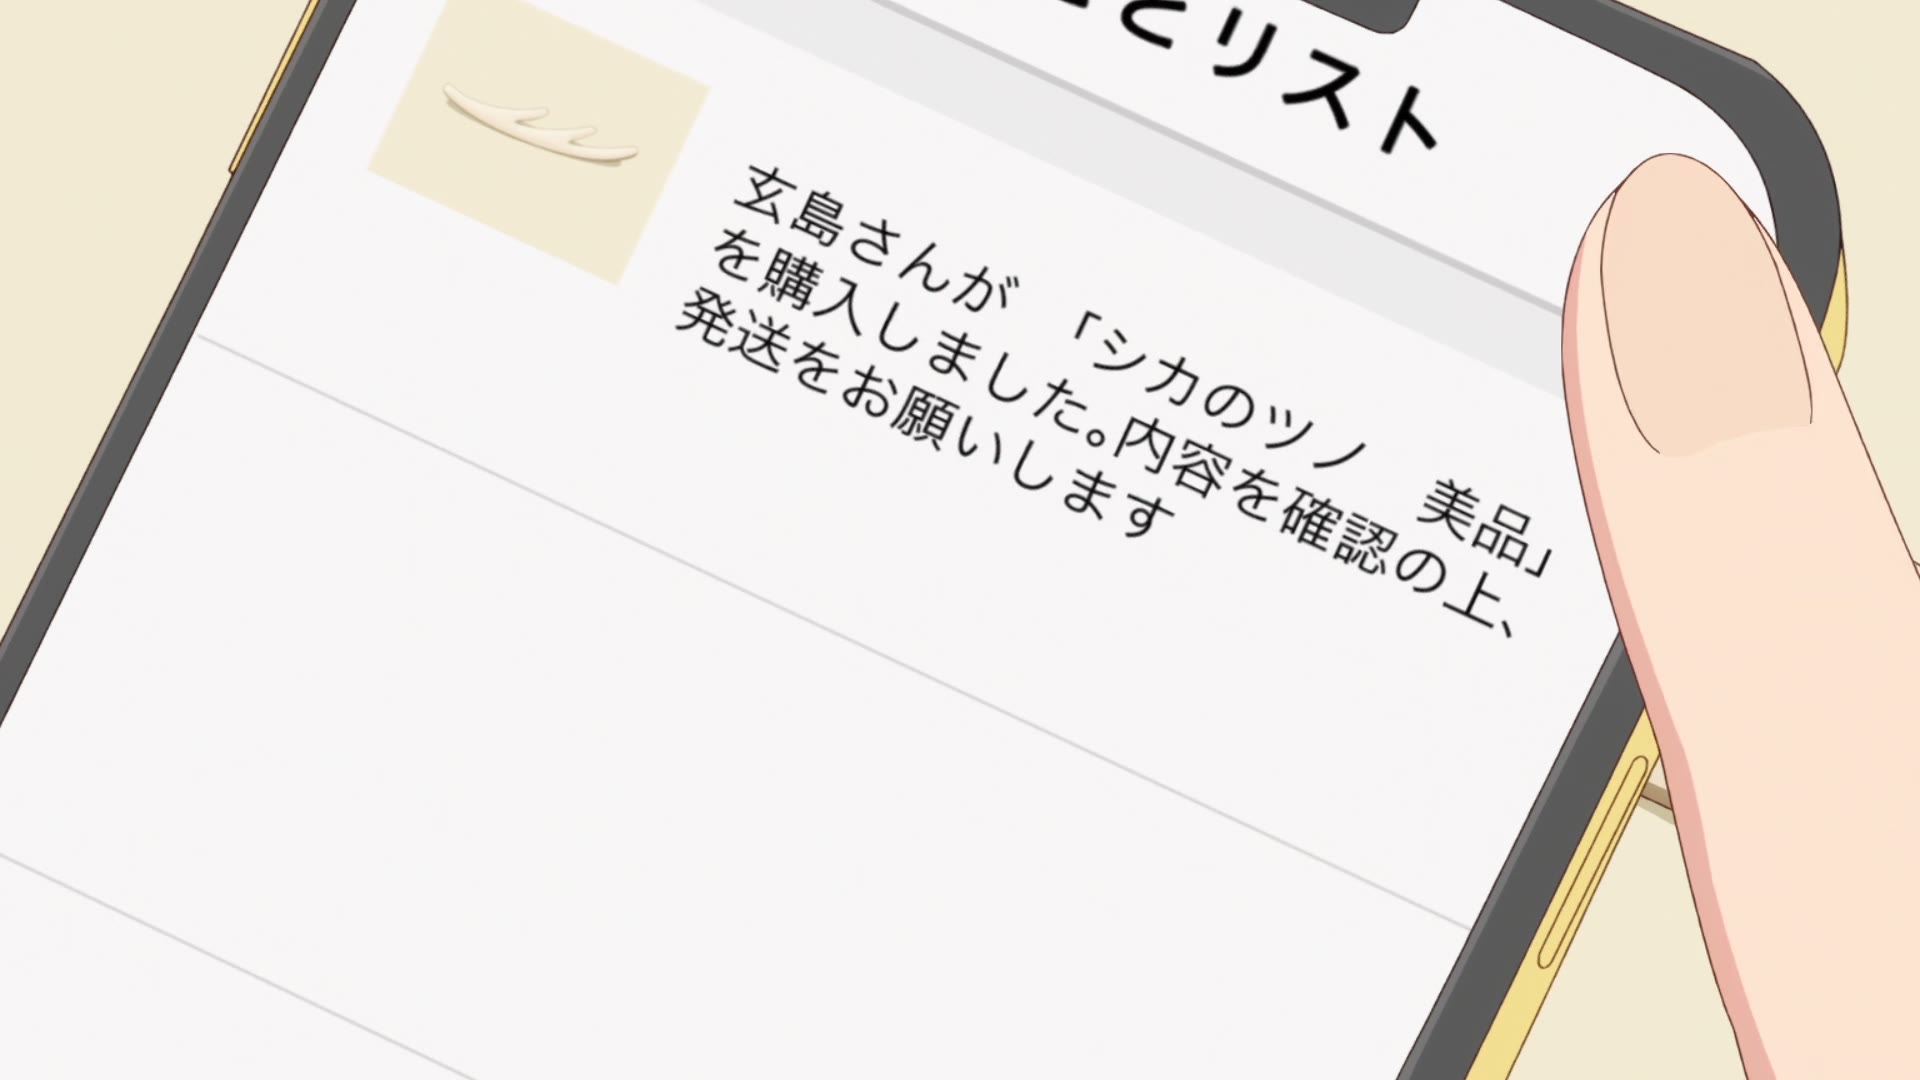 とリスト
玄島さんが 「シカのツノ 美品」
を購入しました。内容を確認の上、
発送をお願いします